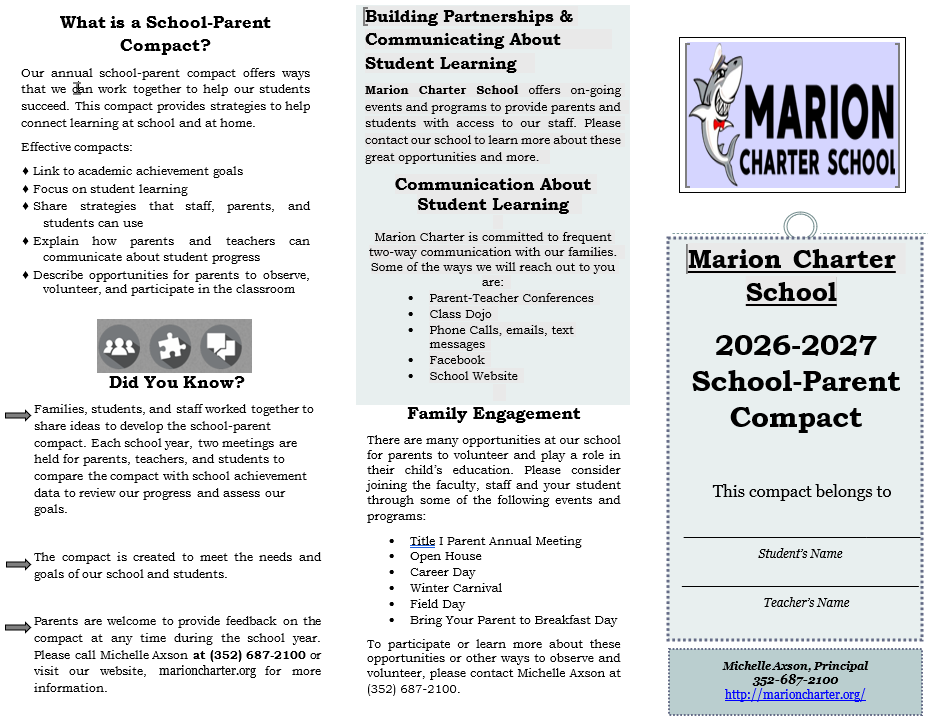 What is a School-Parent
Compact?
Our annual school-parent compact offers ways
that we can work together to help our students
succeed. This compact provides strategies to help
connect learning at school and at home.
Effective compacts:
♦ Link to academic achievement goals
♦ Focus on student learning
♦ Share strategies that staff, parents, and
students can use
♦ Explain how parents and teachers can
communicate about student progress
♦ Describe opportunities for parents to observe,
volunteer, and participate in the classroom
Did You Know?
Families, students, and staff worked together to
share ideas to develop the school-parent
compact. Each school year, two meetings are
held for parents, teachers, and students to
compare the compact with school achievement
data to review our progress and assess our
goals.
The compact is created to meet the needs and
goals of our school and students.
Parents are welcome to provide feedback on the
compact at any time during the school year.
Please call Michelle Axson at (352) 687-2100 or
visit our website, marioncharter.org for more
information.
Building Partnerships &
Communicating About
Student Learning
Marion Charter School offers on-going
events and programs to provide parents and
students with access to our staff. Please
contact our school to learn more about these
great opportunities and more.
Communication About
Student Learning
Marion Charter is committed to frequent
two-way communication with our families.
Some of the ways we will reach out to you
are:
• Parent-Teacher Conferences
• Class Dojo
• Phone Calls, emails, text
messages
• Facebook
• School Website
Family Engagement
There are many opportunities at our school
for parents to volunteer and play a role in
their child's education. Please consider
joining the faculty, staff and your student
through some of the following events and
programs:
• Title I Parent Annual Meeting
• Open House
• Career Day
• Winter Carnival
• Field Day
• Bring Your Parent to Breakfast Day
To participate or learn more about these
opportunities or other ways to observe and
volunteer, please contact Michelle Axson at
(352) 687-2100.
MARION
CHARTER SCHOOL
Marion Charter
School
2026-2027
School-Parent
Compact
This compact belongs to
Student's Name
Teacher's Name
Michelle Axson, Principal
352-687-2100
http://marioncharter.org/